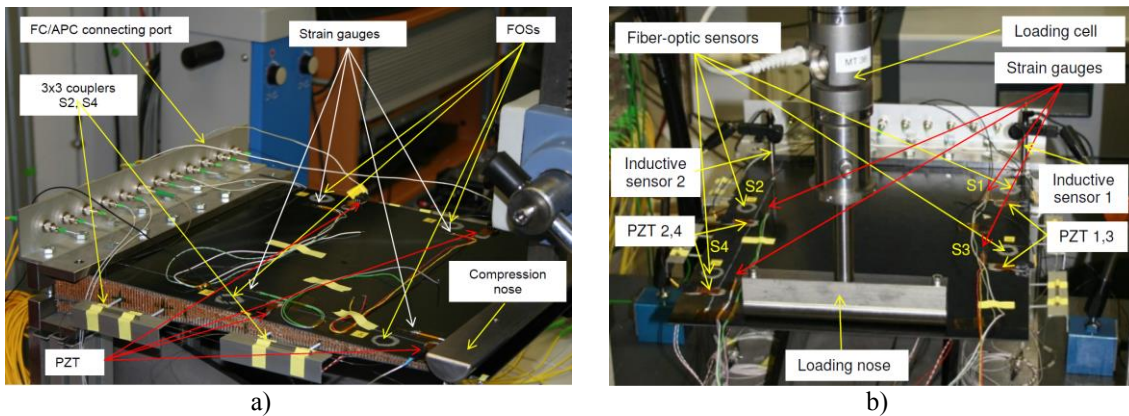 FC/APC connecting port
Strain gauges
FOSs
3x3 couplers
S2, S4
Compression
nose
PZT
a)
Fiber-optic sensors
Loading cell
MT 3
Strain gauges
Inductive
sensor 2
S2
S1
Inductive
sensor 1
PZT 2,4
S4
S3
PZT 1,3
Loading nose
b)